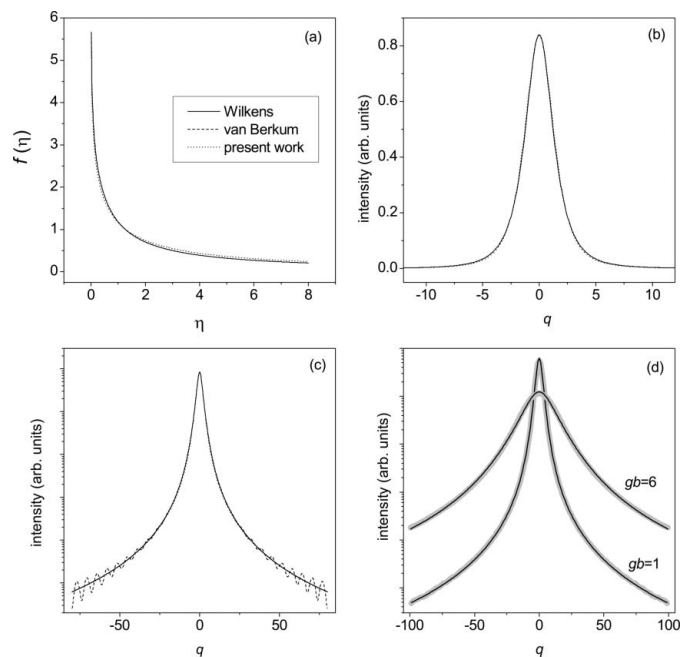 6
5
4
3
2
1
0
f (η)
(a)
Wilkens
van Berkum
present work
0 2 4 6 8
η
0.8
0.6
0.4
0.2
0.0
intensity (arb. units)
(b)
-10 -5 0 5 10
q
intensity (arb. units)
(c)
-50 0 50
q
intensity (arb. units)
(d)
gb=6
gb=1
-100 -50 0 50 100
q